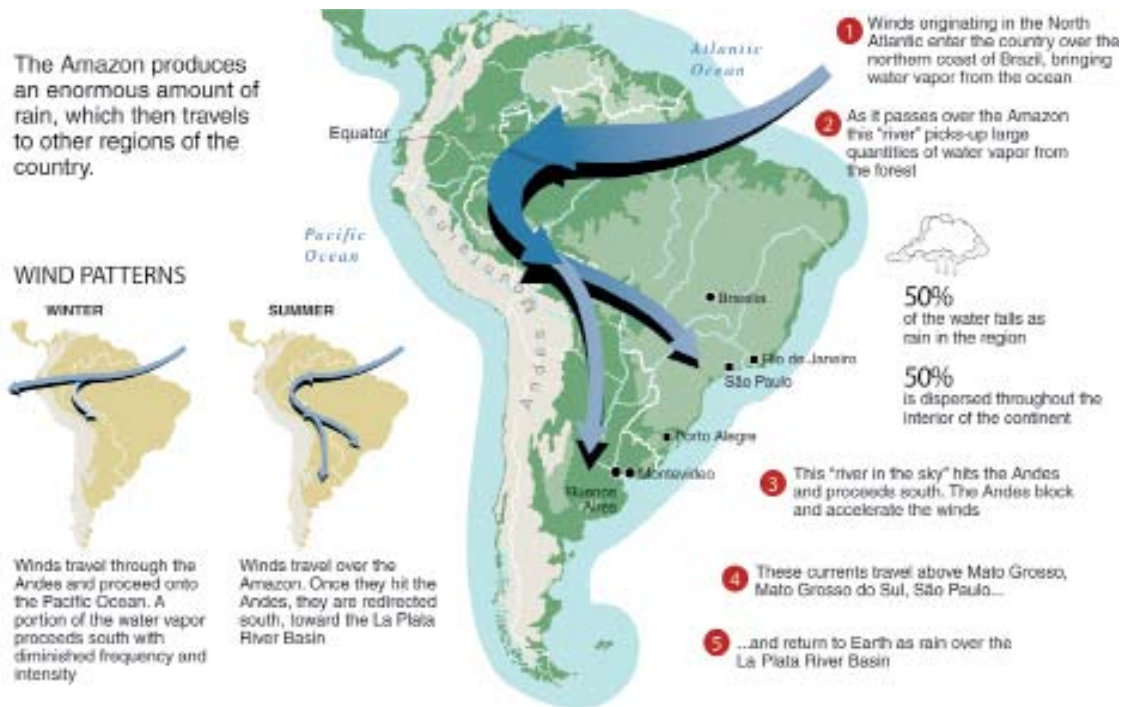 The Amazon produces
an enormous amount of
rain, which then travels
to other regions of the
country.
Atlantic
Ocean
Equator
Pacific
Ocean
Andes Mountains
Brasilia
Rio de Janeiro
São Paulo
Porto Alegre
Montevideo
Buenos
Aires
1 Winds originating in the North
Atlantic enter the country over the
northern coast of Brazil, bringing
water vapor from the ocean
2 As it passes over the Amazon
this "river" picks-up large
quantities of water vapor from
the forest
50%
of the water falls as
rain in the region
50%
is dispersed throughout the
interior of the continent
3 This "river in the sky" hits the Andes
and proceeds south. The Andes block
and accelerate the winds
4 These currents travel above Mato Grosso,
Mato Grosso do Sul, São Paulo...
5 ...and return to Earth as rain over the
La Plata River Basin
WIND PATTERNS
WINTER
Winds travel through the
Andes and proceed onto
the Pacific Ocean. A
portion of the water vapor
proceeds south with
diminished frequency and
intensity
SUMMER
Winds travel over the
Amazon. Once they hit the
Andes, they are redirected
south, toward the La Plata
River Basin